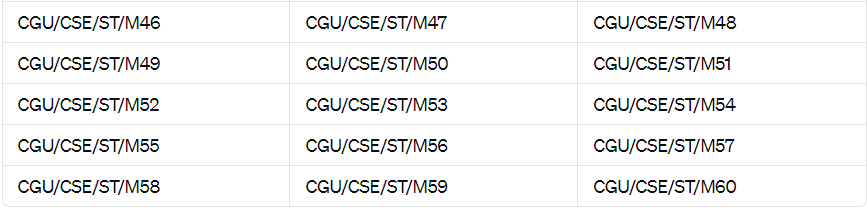 CGU/CSE/ST/M46 CGU/CSE/ST/M47 CGU/CSE/ST/M48
CGU/CSE/ST/M49 CGU/CSE/ST/M50 CGU/CSE/ST/M51
CGU/CSE/ST/M52 CGU/CSE/ST/M53 CGU/CSE/ST/M54
CGU/CSE/ST/M55 CGU/CSE/ST/M56 CGU/CSE/ST/M57
CGU/CSE/ST/M58 CGU/CSE/ST/M59 CGU/CSE/ST/M60